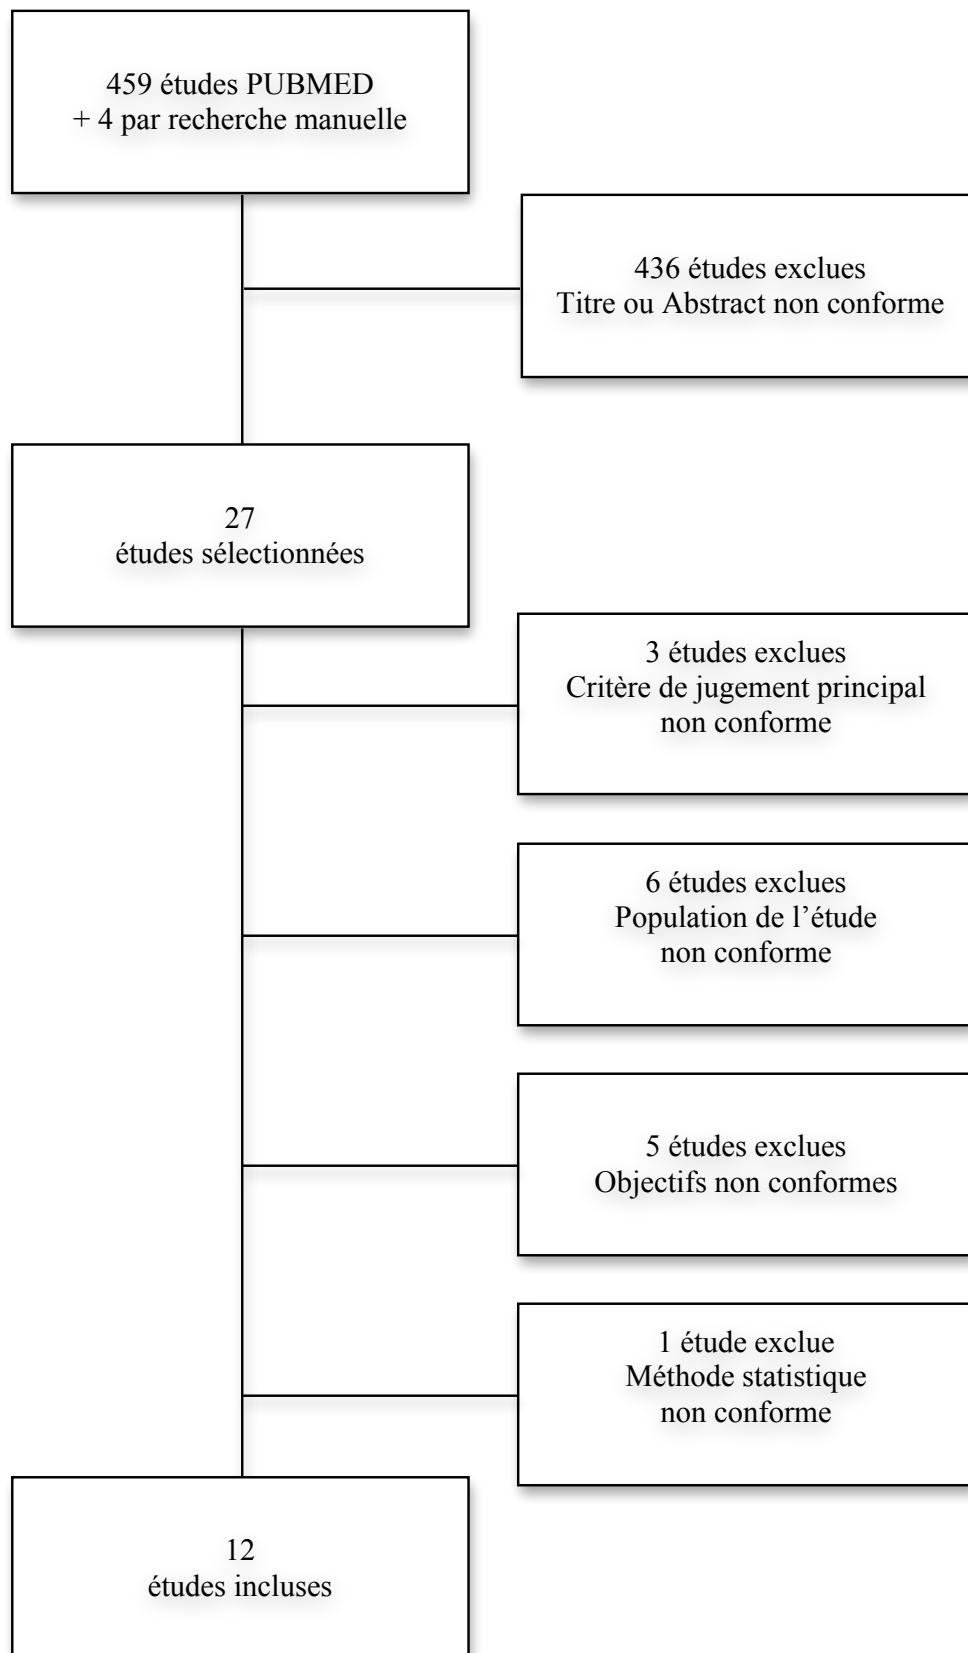 459 études PUBMED
+ 4 par recherche manuelle
436 études exclues
Titre ou Abstract non conforme
27
études sélectionnées
3 études exclues
Critère de jugement principal
non conforme
6 études exclues
Population de l’étude
non conforme
5 études exclues
Objectifs non conformes
1 étude exclue
Méthode statistique
non conforme
12
études incluses